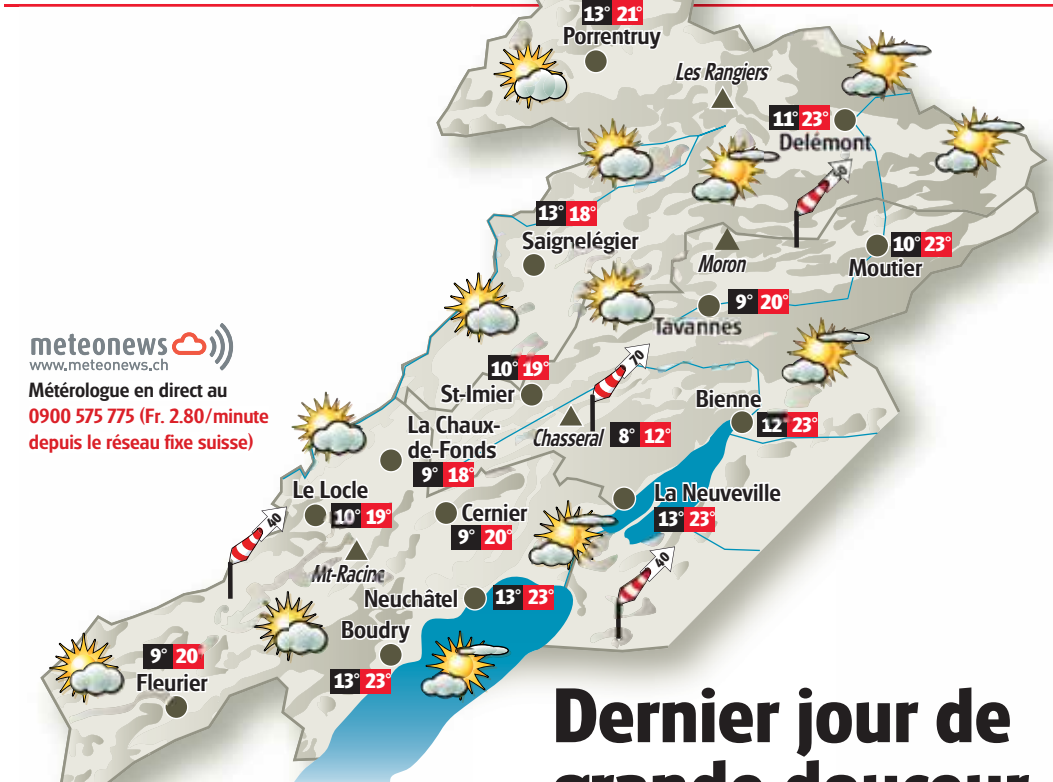 13° 21°
Porrentruy
Les Rangiers
11° 23°
Delémont
50
13° 18°
Saignelégier
Moron
10° 23°
Moutier
9° 20°
Tavannes
meteonews
www.meteonews.ch
Météorologue en direct au
0900 575 775 (Fr. 2.80/minute
depuis le réseau fixe suisse)
10° 19°
St-Imier
70
Chasseral 8° 12°
Bienne
12° 23°
La Chaux-
de-Fonds
9° 18°
Le Locle
10° 19°
Cernier
9° 20°
La Neuveville
13° 23°
40
Mt-Racine
40
Neuchâtel 13° 23°
Boudry
13° 23°
9° 20°
Fleurier
Dernier jour de
grande douceur